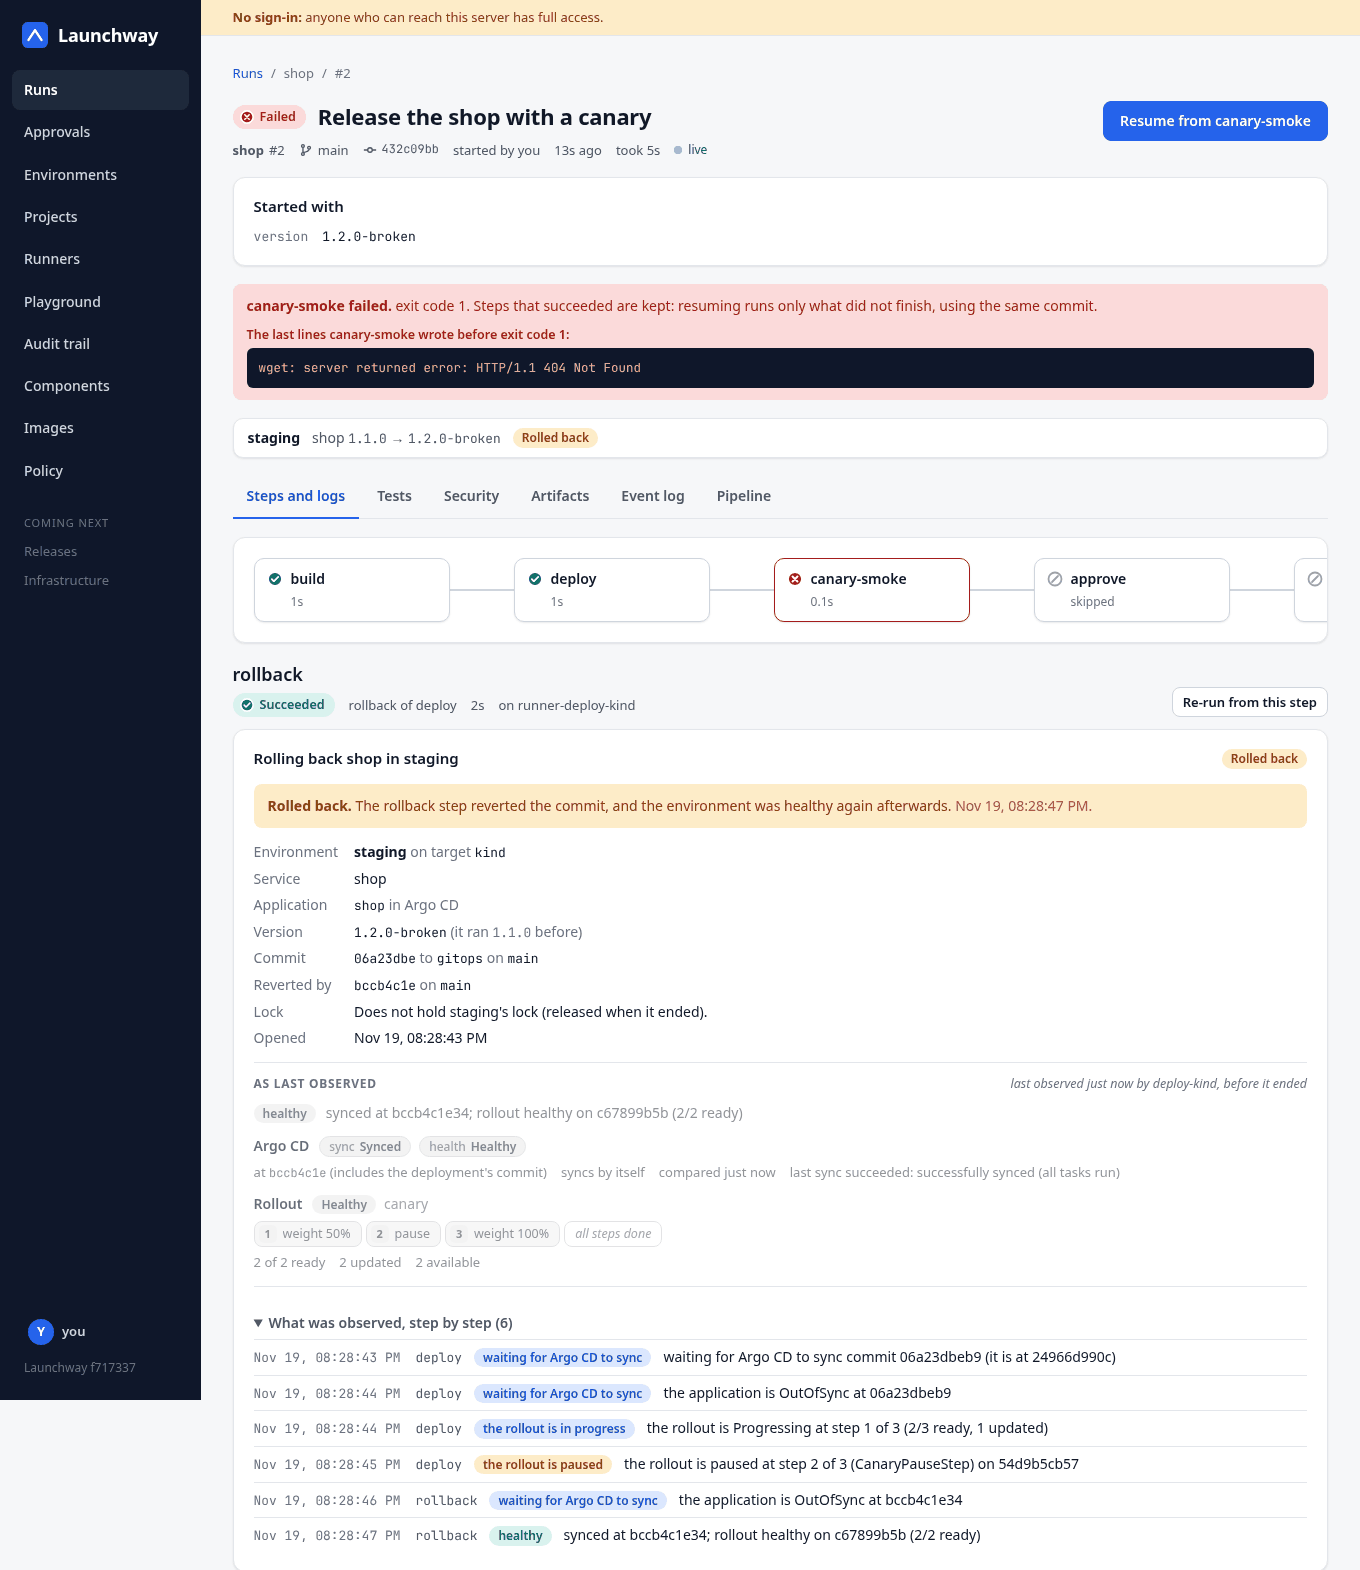 No sign-in: anyone who can reach this server has full access.
Launchway
Runs
Approvals
Environments
Projects
Runners
Playground
Audit trail
Components
Images
Policy
COMING NEXT
Releases
Infrastructure
Y you
Launchway f717337
Runs / shop / #2
Failed Release the shop with a canary
Resume from canary-smoke
shop #2 main 432c09bb started by you 13s ago took 5s live
Started with
version 1.2.0-broken
canary-smoke failed. exit code 1. Steps that succeeded are kept: resuming runs only what did not finish, using the same commit.
The last lines canary-smoke wrote before exit code 1:
wget: server returned error: HTTP/1.1 404 Not Found
staging shop 1.1.0 → 1.2.0-broken Rolled back
Steps and logs Tests Security Artifacts Event log Pipeline
build deploy canary-smoke approve
1s 1s 0.1s skipped
rollback
Succeeded rollback of deploy 2s on runner-deploy-kind
Re-run from this step
Rolling back shop in staging Rolled back
Rolled back. The rollback step reverted the commit, and the environment was healthy again afterwards. Nov 19, 08:28:47 PM.
Environment staging on target kind
Service shop
Application shop in Argo CD
Version 1.2.0-broken (it ran 1.1.0 before)
Commit 06a23dbe to gitops on main
Reverted by bccb4c1e on main
Lock Does not hold staging's lock (released when it ended).
Opened Nov 19, 08:28:43 PM
AS LAST OBSERVED last observed just now by deploy-kind, before it ended
healthy synced at bccb4c1e34; rollout healthy on c67899b5b (2/2 ready)
Argo CD sync Synced health Healthy
at bccb4c1e (includes the deployment's commit) syncs by itself compared just now last sync succeeded: successfully synced (all tasks run)
Rollout Healthy canary
1 weight 50% 2 pause 3 weight 100% all steps done
2 of 2 ready 2 updated 2 available
▼ What was observed, step by step (6)
Nov 19, 08:28:43 PM deploy waiting for Argo CD to sync waiting for Argo CD to sync commit 06a23dbeb9 (it is at 24966d990c)
Nov 19, 08:28:44 PM deploy waiting for Argo CD to sync the application is OutOfSync at 06a23dbeb9
Nov 19, 08:28:44 PM deploy the rollout is in progress the rollout is Progressing at step 1 of 3 (2/3 ready, 1 updated)
Nov 19, 08:28:45 PM deploy the rollout is paused the rollout is paused at step 2 of 3 (CanaryPauseStep) on 54d9b5cb57
Nov 19, 08:28:46 PM rollback waiting for Argo CD to sync the application is OutOfSync at bccb4c1e34
Nov 19, 08:28:47 PM rollback healthy synced at bccb4c1e34; rollout healthy on c67899b5b (2/2 ready)